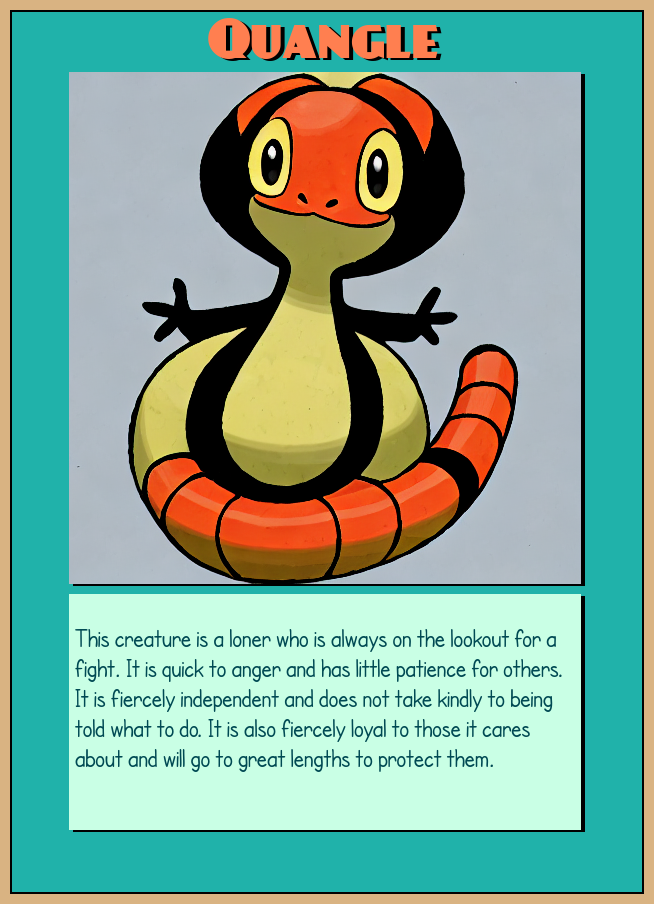 Quangle
This creature is a loner who is always on the lookout for a
fight. It is quick to anger and has little patience for others.
It is fiercely independent and does not take kindly to being
told what to do. It is also fiercely loyal to those it cares
about and will go to great lengths to protect them.